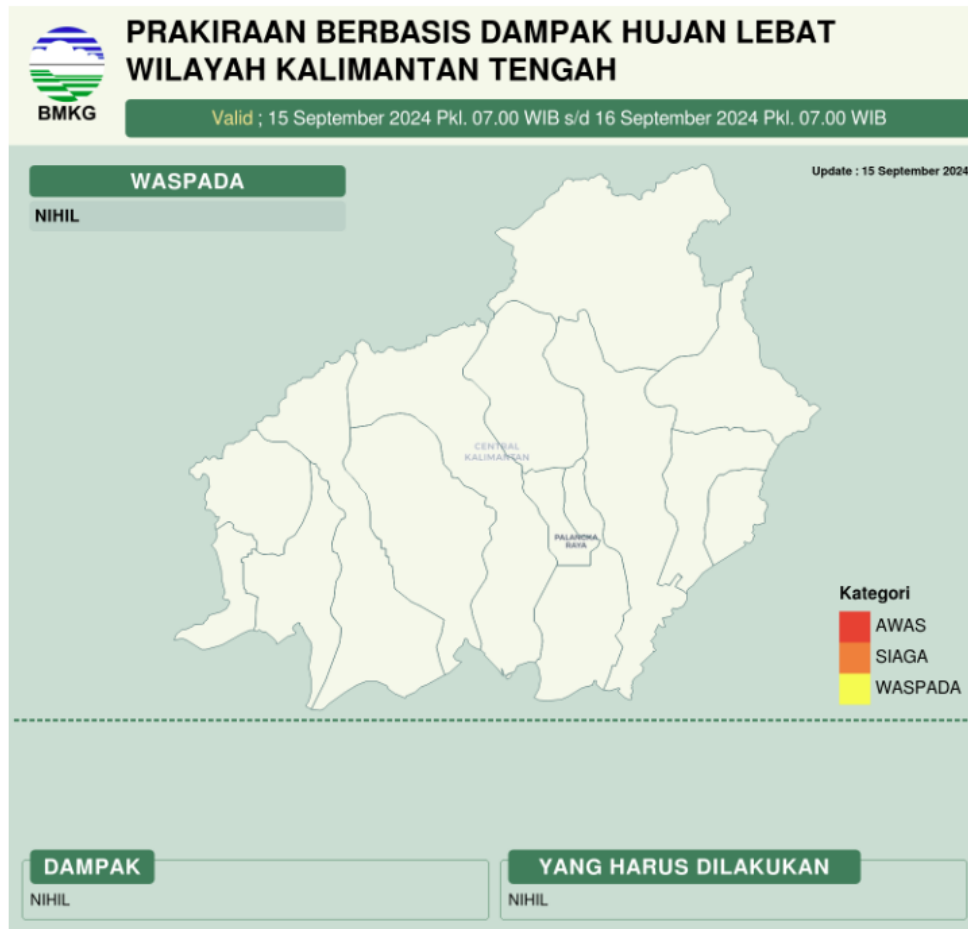 BMKG
PRAKIRAAN BERBASIS DAMPAK HUJAN LEBAT
WILAYAH KALIMANTAN TENGAH
Valid ; 15 September 2024 Pkl. 07.00 WIB s/d 16 September 2024 Pkl. 07.00 WIB
WASPADA
NIHIL
Update : 15 September 2024
CENTRAL
KALIMANTAN
PALANGKA
RAYA
Kategori
AWAS
SIAGA
WASPADA
DAMPAK
NIHIL
YANG HARUS DILAKUKAN
NIHIL